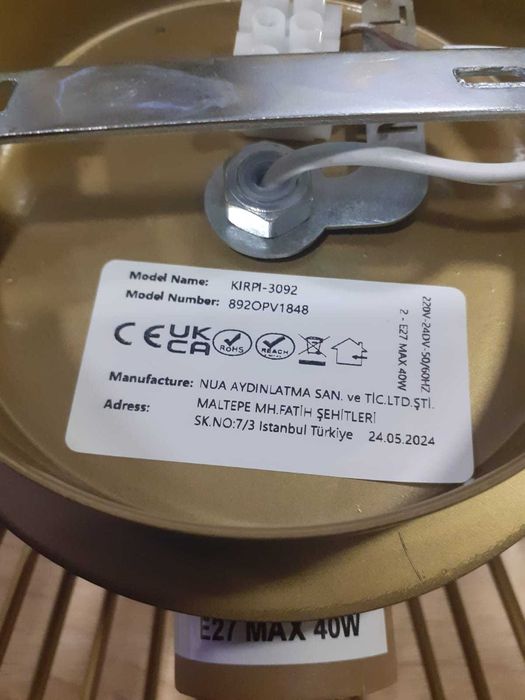 Model Name: KIRPI-3092
Model Number: 892OPV1848
220V-24DV-50/60HZ
2 - E27 MAX 40W
CE UK CA ROHS REACH
Manufacture: NUA AYDINLATMA SAN. ve TİC.LTD.ŞTİ.
Adress: MALTEPE MH.FATİH ŞEHİTLERİ
SK.NO:7/3 Istanbul Türkiye 24.05.2024
E27 MAX 40W